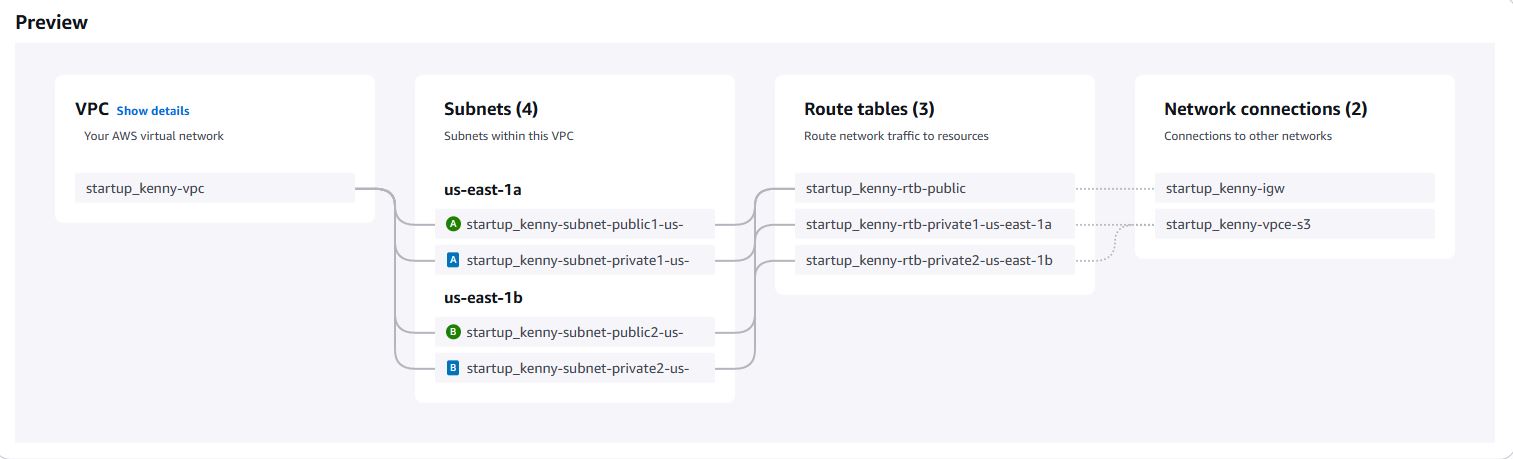 Preview
VPC Show details
Your AWS virtual network
startup_kenny-vpc
Subnets (4)
Subnets within this VPC
us-east-1a
A startup_kenny-subnet-public1-us-
A startup_kenny-subnet-private1-us-
us-east-1b
B startup_kenny-subnet-public2-us-
B startup_kenny-subnet-private2-us-
Route tables (3)
Route network traffic to resources
startup_kenny-rtb-public
startup_kenny-rtb-private1-us-east-1a
startup_kenny-rtb-private2-us-east-1b
Network connections (2)
Connections to other networks
startup_kenny-igw
startup_kenny-vpce-s3